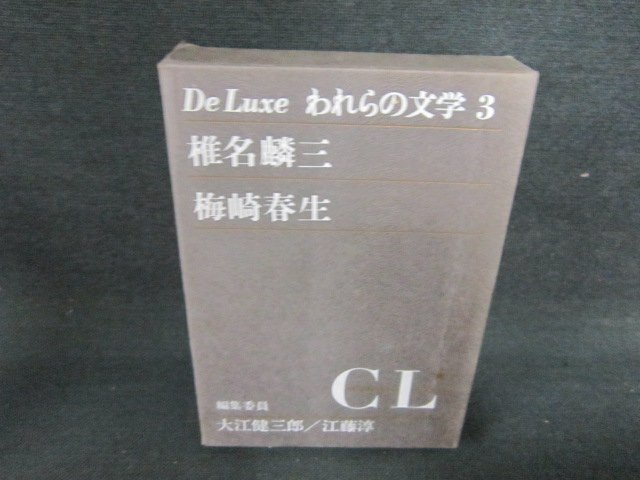 De Luxe われらの文学 3
椎名麟三
梅崎春生
CL
編集委員
大江健三郎／江藤淳